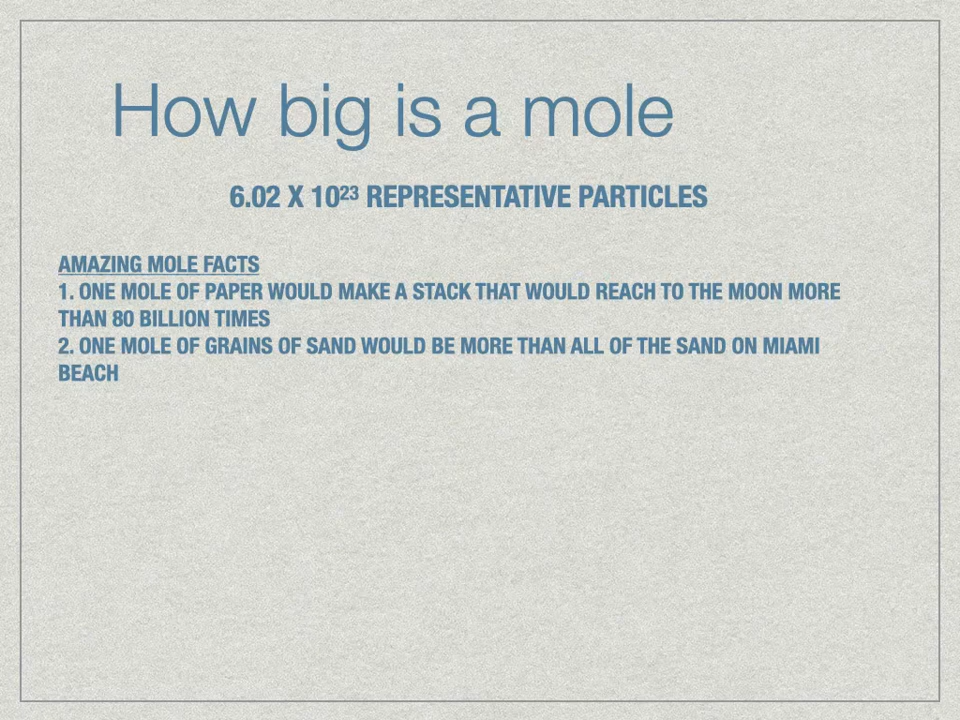 How big is a mole
6.02 X 10²³ REPRESENTATIVE PARTICLES
AMAZING MOLE FACTS
1. ONE MOLE OF PAPER WOULD MAKE A STACK THAT WOULD REACH TO THE MOON MORE
THAN 80 BILLION TIMES
2. ONE MOLE OF GRAINS OF SAND WOULD BE MORE THAN ALL OF THE SAND ON MIAMI
BEACH